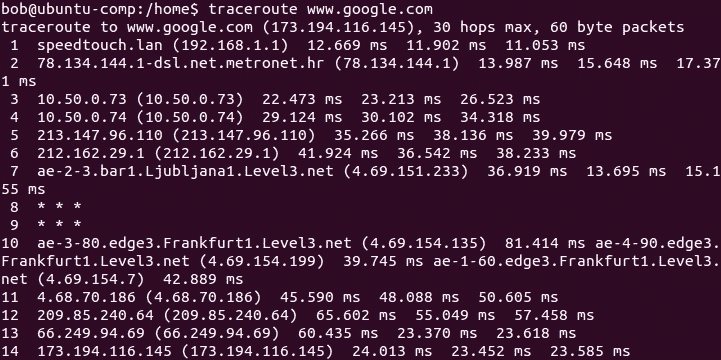 bob@ubuntu-comp:/home$ traceroute www.google.com
traceroute to www.google.com (173.194.116.145), 30 hops max, 60 byte packets
 1  speedtouch.lan (192.168.1.1)  12.669 ms  11.902 ms  11.053 ms
 2  78.134.144.1-dsl.net.metronet.hr (78.134.144.1)  13.987 ms  15.648 ms  17.37
1 ms
 3  10.50.0.73 (10.50.0.73)  22.473 ms  23.213 ms  26.523 ms
 4  10.50.0.74 (10.50.0.74)  29.124 ms  30.102 ms  34.318 ms
 5  213.147.96.110 (213.147.96.110)  35.266 ms  38.136 ms  39.979 ms
 6  212.162.29.1 (212.162.29.1)  41.924 ms  36.542 ms  38.233 ms
 7  ae-2-3.bar1.Ljubljana1.Level3.net (4.69.151.233)  36.919 ms  13.695 ms  15.1
55 ms
 8  * * *
 9  * * *
10  ae-3-80.edge3.Frankfurt1.Level3.net (4.69.154.135)  81.414 ms ae-4-90.edge3.
Frankfurt1.Level3.net (4.69.154.199)  39.745 ms ae-1-60.edge3.Frankfurt1.Level3.
net (4.69.154.7)  42.889 ms
11  4.68.70.186 (4.68.70.186)  45.590 ms  48.088 ms  50.605 ms
12  209.85.240.64 (209.85.240.64)  65.602 ms  55.049 ms  57.458 ms
13  66.249.94.69 (66.249.94.69)  60.435 ms  23.370 ms  23.618 ms
14  173.194.116.145 (173.194.116.145)  24.013 ms  23.452 ms  23.585 ms